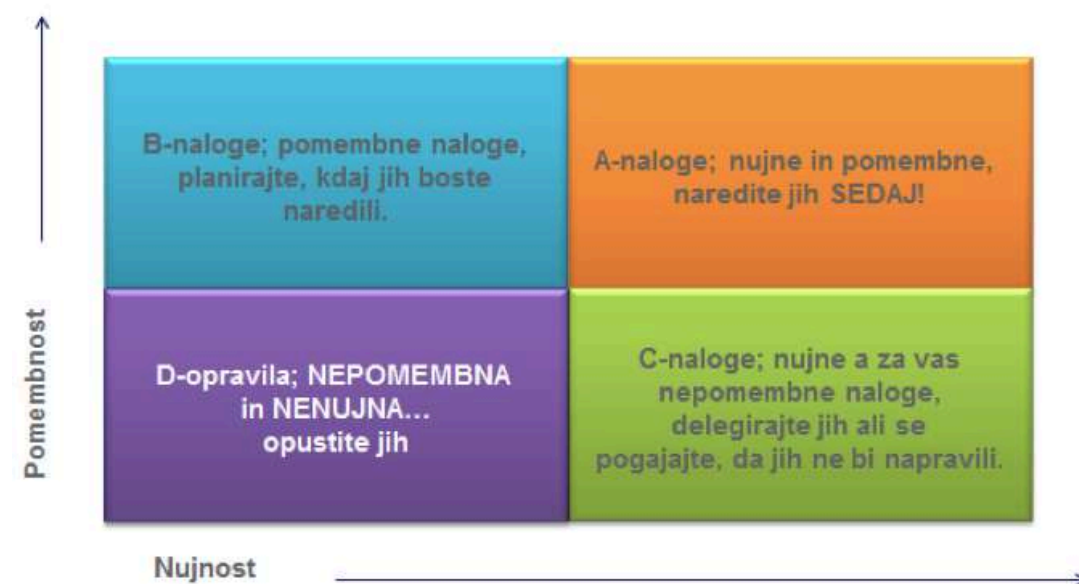 B-naloge; pomembne naloge,
planirajte, kdaj jih boste
naredili.
A-naloge; nujne in pomembne,
naredite jih SEDAJ!
D-opravila; NEPOMEMBNA
in NENUJNA...
opustite jih
C-naloge; nujne a za vas
nepomembne naloge,
delegirajte jih ali se
pogajajte, da jih ne bi napravili.
Pomembnost
Nujnost